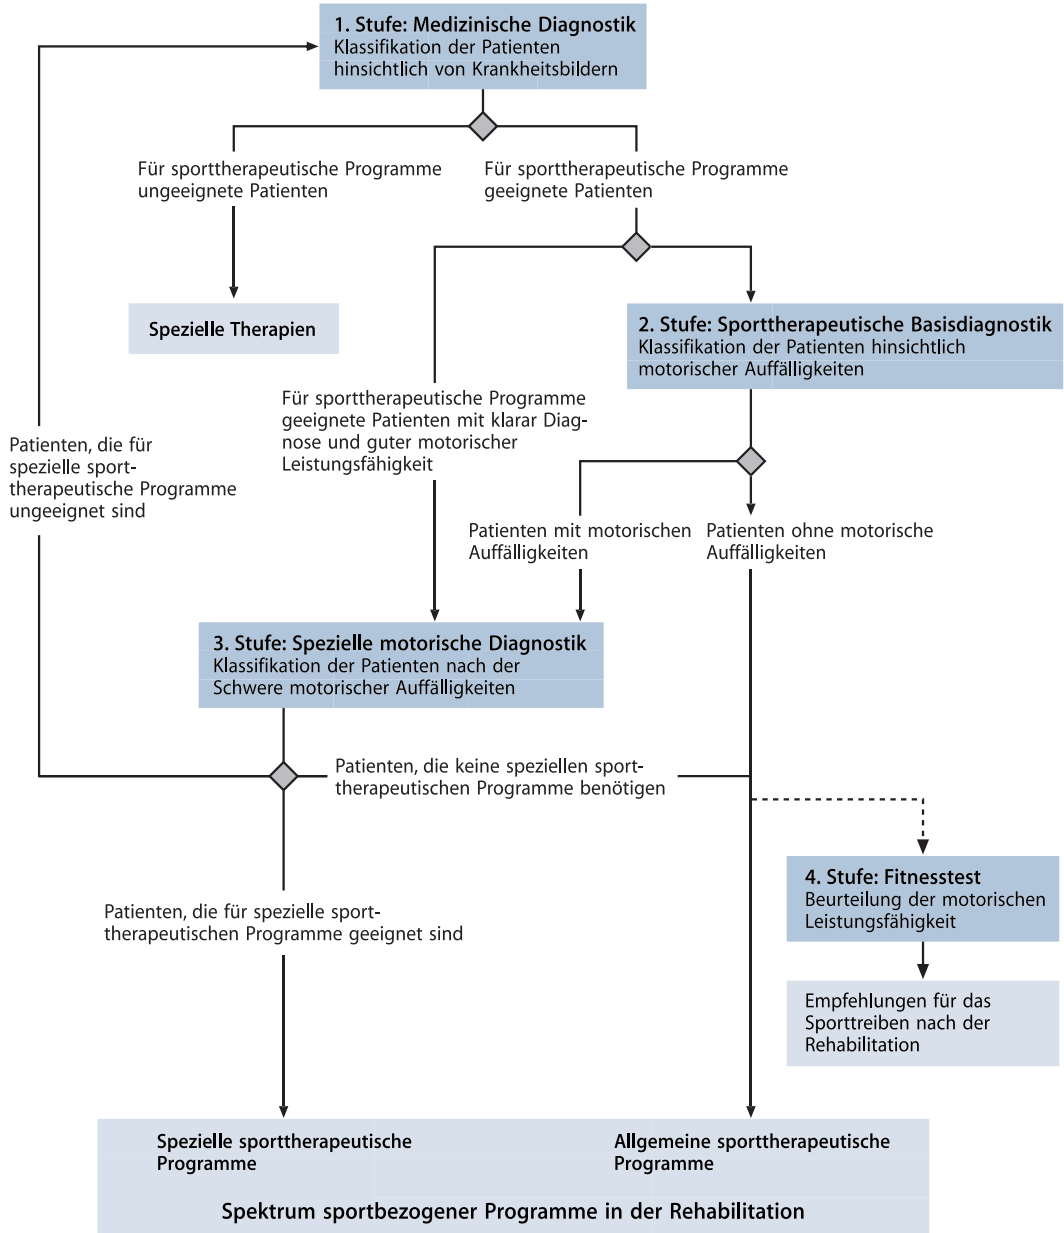 1. Stufe: Medizinische Diagnostik
Klassifikation der Patienten
hinsichtlich von Krankheitsbildern
Für sporttherapeutische Programme
ungeeignete Patienten
Für sporttherapeutische Programme
geeignete Patienten
Spezielle Therapien
2. Stufe: Sporttherapeutische Basisdiagnostik
Klassifikation der Patienten hinsichtlich
motorischer Auffälligkeiten
Für sporttherapeutische Programme
geeignete Patienten mit klarar Diag-
nose und guter motorischer
Leistungsfähigkeit
Patienten, die für
spezielle sport-
therapeutische Programme
ungeeignet sind
Patienten mit motorischen
Auffälligkeiten
Patienten ohne motorische
Auffälligkeiten
3. Stufe: Spezielle motorische Diagnostik
Klassifikation der Patienten nach der
Schwere motorischer Auffälligkeiten
Patienten, die keine speziellen sport-
therapeutischen Programme benötigen
4. Stufe: Fitnesstest
Beurteilung der motorischen
Leistungsfähigkeit
Patienten, die für spezielle sport-
therapeutischen Programme geeignet sind
Empfehlungen für das
Sporttreiben nach der
Rehabilitation
Spezielle sporttherapeutische
Programme
Allgemeine sporttherapeutische
Programme
Spektrum sportbezogener Programme in der Rehabilitation